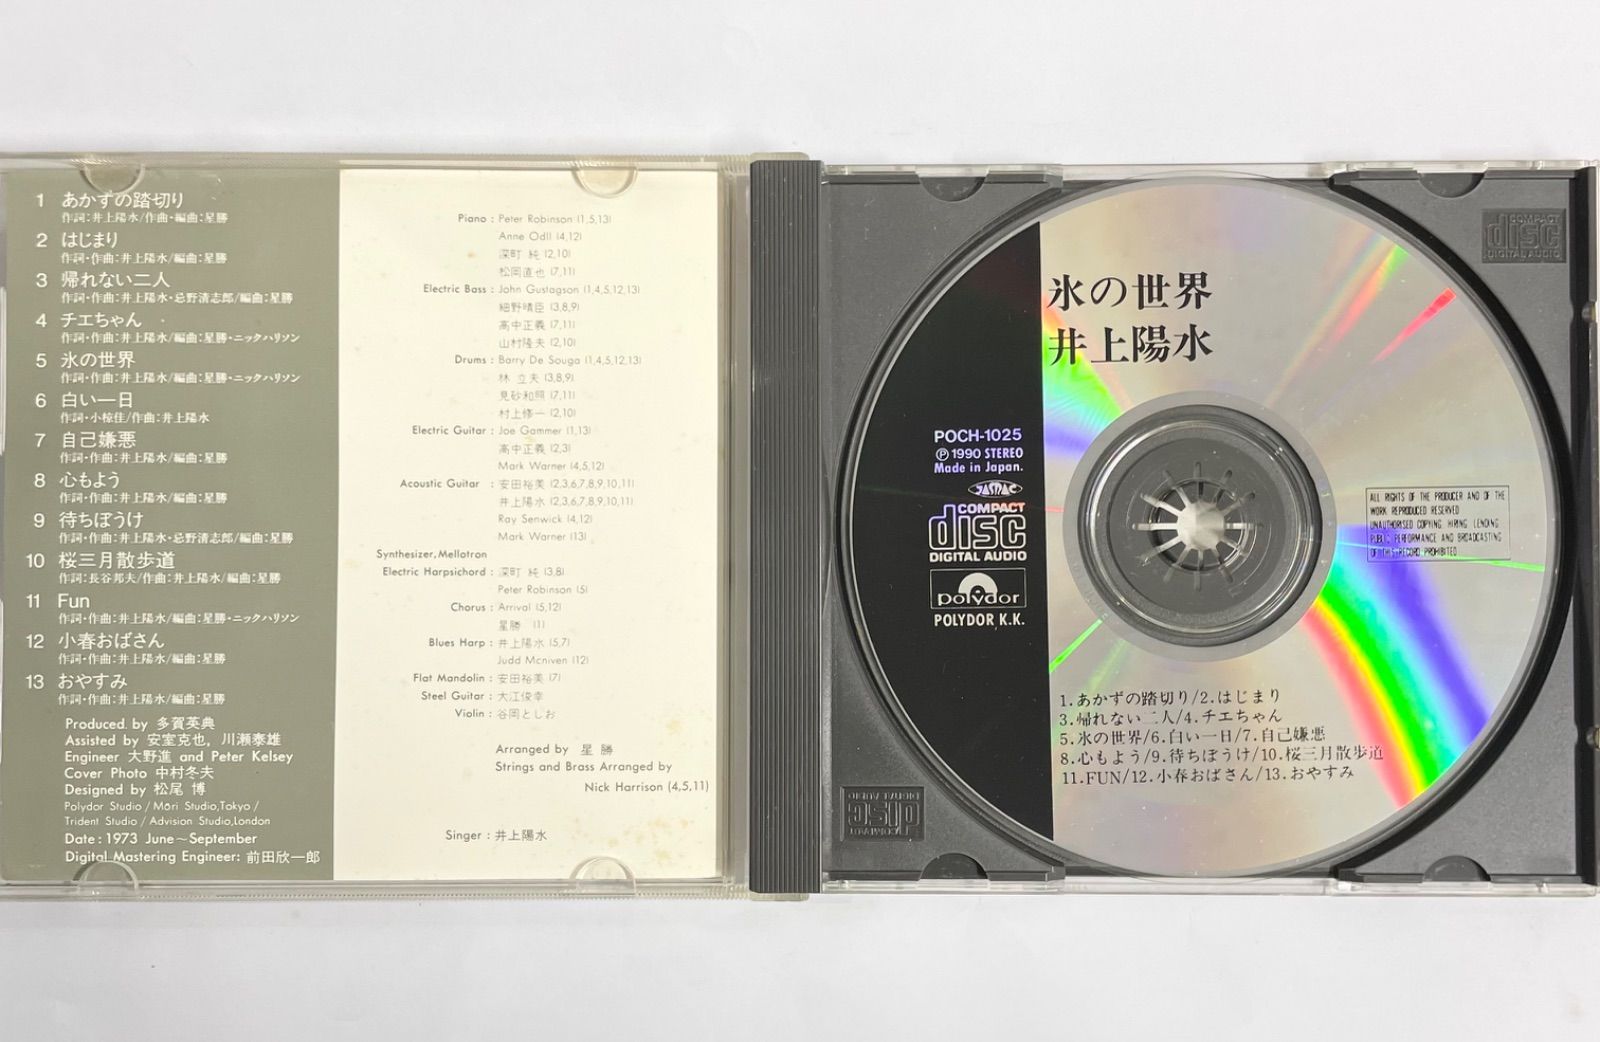 1 あかずの踏切り
作詞:井上陽水/作曲・編曲:星勝
2 はじまり
作詞・作曲:井上陽水/編曲:星勝
3 帰れない二人
作詞・作曲:井上陽水・忌野清志郎/編曲:星勝
4 チエちゃん
作詞・作曲:井上陽水/編曲:星勝・ニックハリソン
5 氷の世界
作詞・作曲:井上陽水/編曲:星勝・ニックハリソン
6 白い一日
作詞・小椋佳/作曲:井上陽水
7 自己嫌悪
作詞・作曲:井上陽水/編曲:星勝
8 心もよう
作詞・作曲:井上陽水/編曲:星勝
9 待ちぼうけ
作詞・作曲:井上陽水・忌野清志郎/編曲:星勝
10 桜三月散歩道
作詞:長谷邦夫/作曲:井上陽水/編曲:星勝
11 Fun
作詞・作曲:井上陽水/編曲:星勝・ニックハリソン
12 小春おばさん
作詞・作曲:井上陽水/編曲:星勝
13 おやすみ
作詞・作曲:井上陽水/編曲:星勝
Produced by 多賀英典
Assisted by 安室克也, 川瀬泰雄
Engineer 大野進 and Peter Kelsey
Cover Photo 中村冬夫
Designed by 松尾 博
Polydor Studio / Mōri Studio,Tokyo /
Trident Studio / Advision Studio,London
Date : 1973 June～September
Digital Mastering Engineer: 前田欣一郎
Piano : Peter Robinson (1,5,13)
Anne Odll (4,12)
深町 純 (2,10)
松岡直也 (7,11)
Electric Bass : John Gustagson (1,4,5,12,13)
細野晴臣 (3,8,9)
高中正義 (7,11)
山村隆夫 (2,10)
Drums : Barry De Souga (1,4,5,12,13)
林 立夫 (3,8,9)
見砂和照 (7,11)
村上修一 (2,10)
Electric Guitar : Joe Gammer (1,13)
高中正義 (2,3)
Mark Warner (4,5,12)
Acoustic Guitar : 安田裕美 (2,3,6,7,8,9,10,11)
井上陽水 (2,3,6,7,8,9,10,11)
Ray Senwick (4,12)
Mark Warner (13)
Synthesizer,Mellotron
Electric Harpsichord : 深町 純 (3,8)
Peter Robinson (5)
Chorus : Arrival (5,12)
星勝 (1)
Blues Harp : 井上陽水 (5,7)
Judd Mcniven (12)
Flat Mandolin : 安田裕美 (7)
Steel Guitar : 大江俊幸
Violin : 谷岡としお
Arranged by 星 勝
Strings and Brass Arranged by
Nick Harrison (4,5,11)
Singer : 井上陽水
氷の世界
井上陽水
POCH-1025
Ⓟ 1990 STEREO
Made in Japan.
JASRAC
COMPACT
disc
DIGITAL AUDIO
polydor
POLYDOR K.K.
ALL RIGHTS OF THE PRODUCER AND OF THE
WORK REPRODUCED RESERVED
UNAUTHORISED COPYING, HIRING, LENDING
PUBLIC PERFORMANCE AND BROADCASTING
OF THIS RECORD PROHIBITED
1.あかずの踏切り/2.はじまり
3.帰れない二人/4.チエちゃん
5.氷の世界/6.白い一日/7.自己嫌悪
8.心もよう/9.待ちぼうけ/10.桜三月散歩道
11.FUN/12.小春おばさん/13.おやすみ
COMPACT
disc
DIGITAL AUDIO
COMPACT
disc
DIGITAL AUDIO